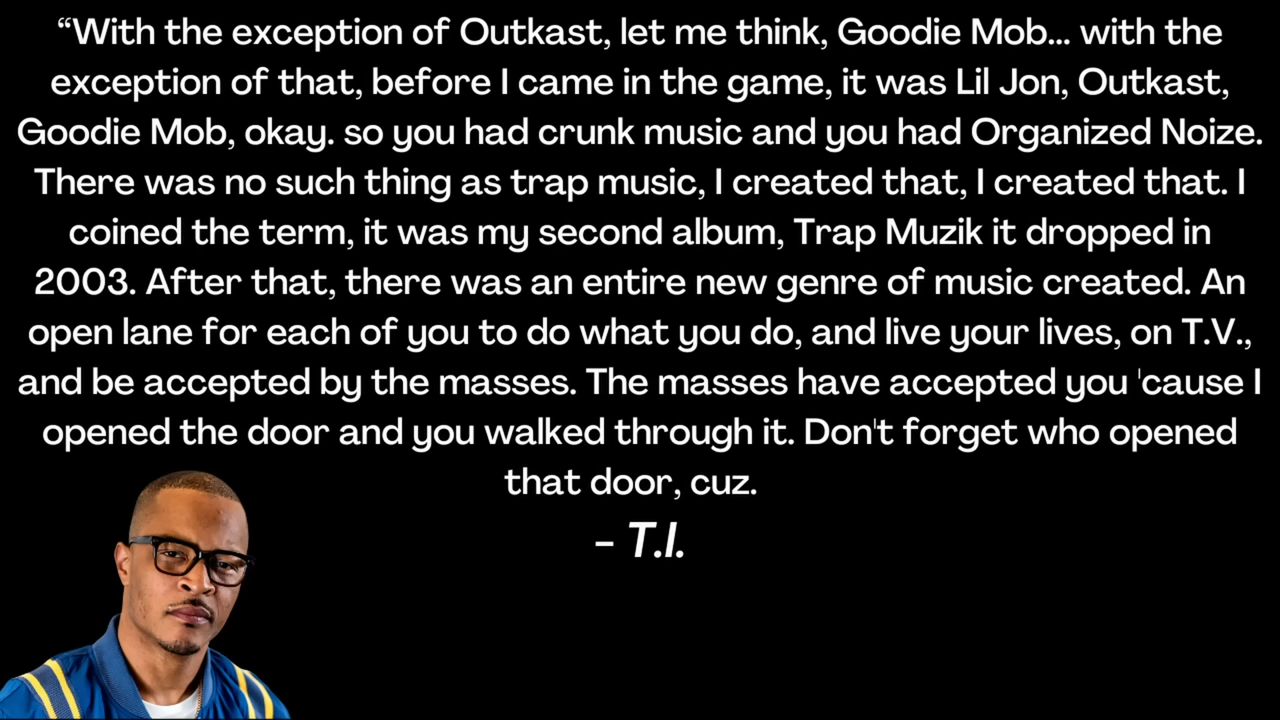 “With the exception of Outkast, let me think, Goodie Mob... with the
exception of that, before I came in the game, it was Lil Jon, Outkast,
Goodie Mob, okay. so you had crunk music and you had Organized Noize.
There was no such thing as trap music, I created that, I created that. I
coined the term, it was my second album, Trap Muzik it dropped in
2003. After that, there was an entire new genre of music created. An
open lane for each of you to do what you do, and live your lives, on T.V.,
and be accepted by the masses. The masses have accepted you 'cause I
opened the door and you walked through it. Don't forget who opened
that door, cuz.
– T.I.